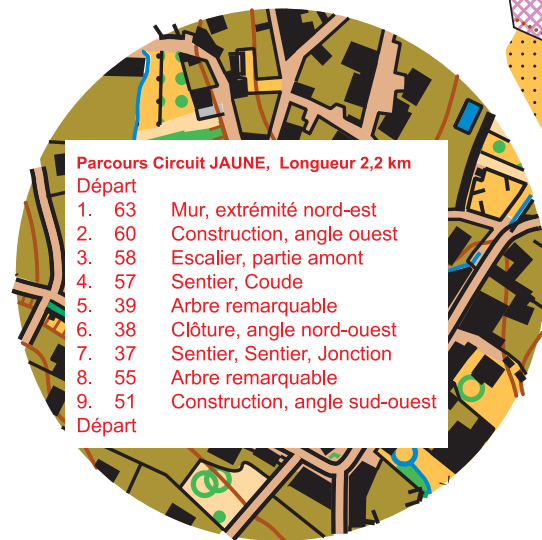 Parcours Circuit JAUNE, Longueur 2,2 km
Départ
1. 63 Mur, extrémité nord-est
2. 60 Construction, angle ouest
3. 58 Escalier, partie amont
4. 57 Sentier, Coude
5. 39 Arbre remarquable
6. 38 Clôture, angle nord-ouest
7. 37 Sentier, Sentier, Jonction
8. 55 Arbre remarquable
9. 51 Construction, angle sud-ouest
Départ